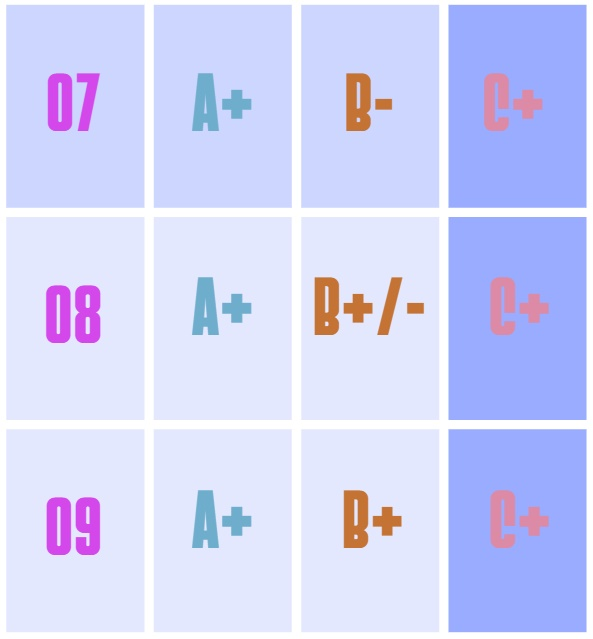 07 A+ B- C+
08 A+ B+/- C+
09 A+ B+ C+